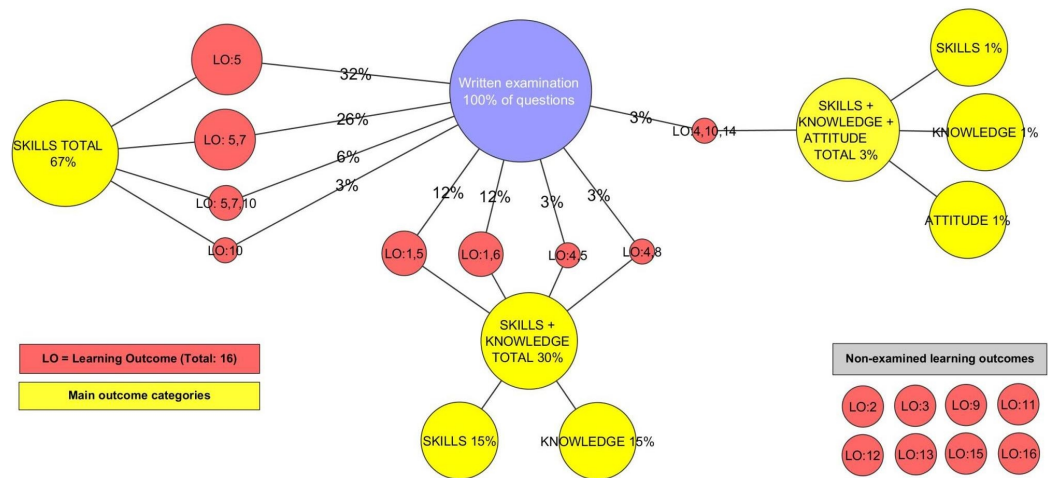 LO:5
32%
Written examination
100% of questions
SKILLS 1%
SKILLS TOTAL
67%
LO: 5,7
26%
3%
LO:4,10,14
SKILLS +
KNOWLEDGE +
ATTITUDE
TOTAL 3%
KNOWLEDGE 1%
LO: 5,7,10
6%
ATTITUDE 1%
LO:10
3%
12%
12%
3%
3%
LO:1,5
LO:1,6
LO:4,5
LO:4,8
SKILLS +
KNOWLEDGE
TOTAL 30%
SKILLS 15%
KNOWLEDGE 15%
LO = Learning Outcome (Total: 16)
Main outcome categories
Non-examined learning outcomes
LO:2
LO:3
LO:9
LO:11
LO:12
LO:13
LO:15
LO:16